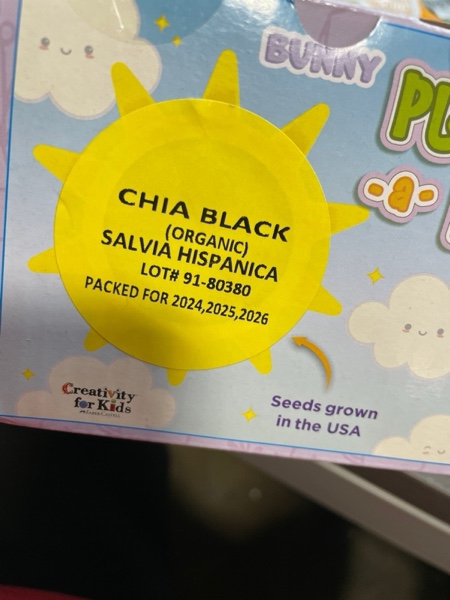 BUNNY
PL
-a-
CHIA BLACK
(ORGANIC)
SALVIA HISPANICA
LOT# 91-80380
PACKED FOR 2024,2025,2026
Creativity
for Kids
Seeds grown
in the USA